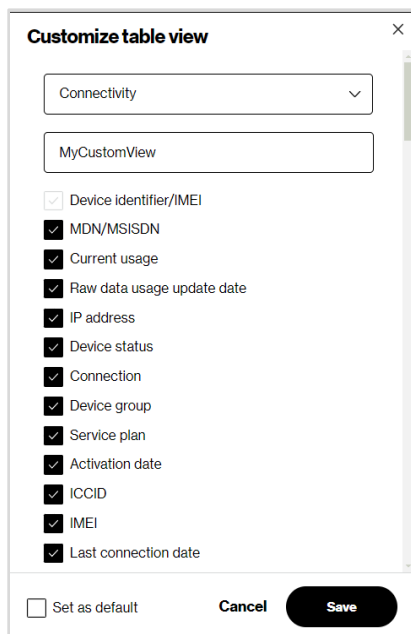 Customize table view
Connectivity
MyCustomView
Device identifier/IMEI
MDN/MSISDN
Current usage
Raw data usage update date
IP address
Device status
Connection
Device group
Service plan
Activation date
ICCID
IMEI
Last connection date
Set as default
Cancel
Save